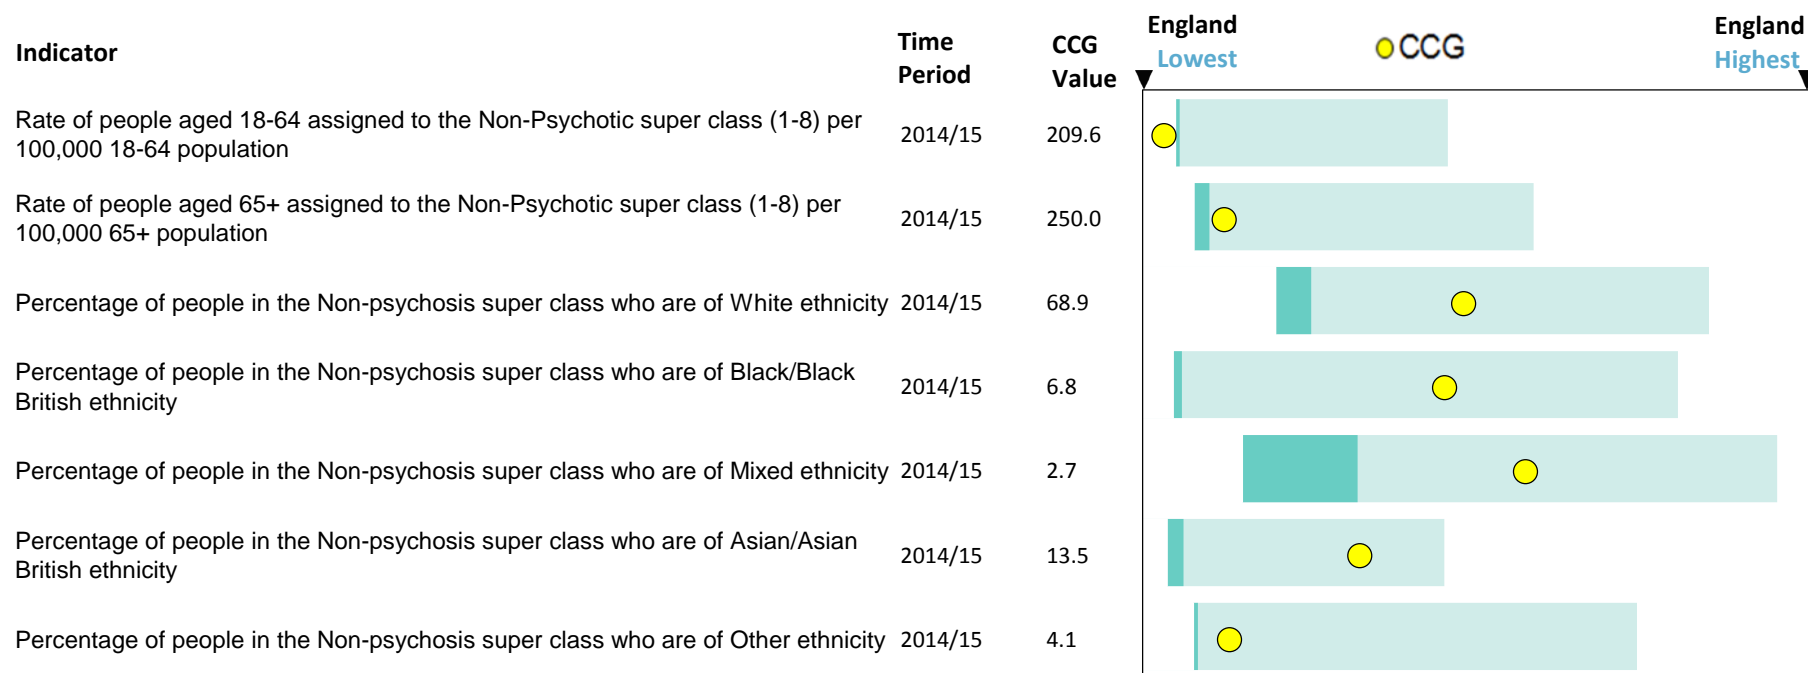 Indicator
Time
Period
CCG
Value
England
Lowest
CCG
England
Highest
Rate of people aged 18-64 assigned to the Non-Psychotic super class (1-8) per
100,000 18-64 population
2014/15
209.6
Rate of people aged 65+ assigned to the Non-Psychotic super class (1-8) per
100,000 65+ population
2014/15
250.0
Percentage of people in the Non-psychosis super class who are of White ethnicity
2014/15
68.9
Percentage of people in the Non-psychosis super class who are of Black/Black
British ethnicity
2014/15
6.8
Percentage of people in the Non-psychosis super class who are of Mixed ethnicity
2014/15
2.7
Percentage of people in the Non-psychosis super class who are of Asian/Asian
British ethnicity
2014/15
13.5
Percentage of people in the Non-psychosis super class who are of Other ethnicity
2014/15
4.1